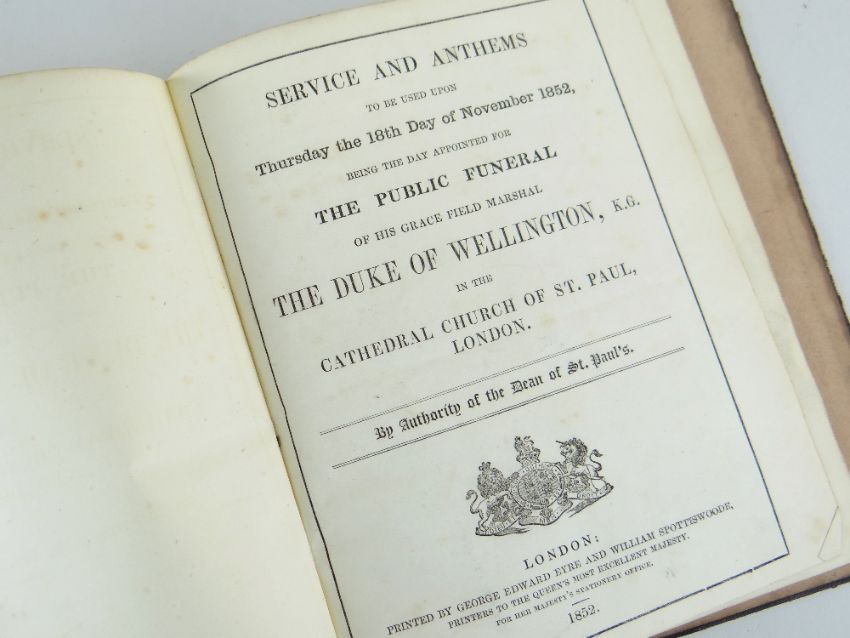 SERVICE AND ANTHEMS
TO BE USED UPON
Thursday the 18th Day of November 1852,
BEING THE DAY APPOINTED FOR
THE PUBLIC FUNERAL
OF HIS GRACE FIELD MARSHAL
THE DUKE OF WELLINGTON, K.G.
IN THE
CATHEDRAL CHURCH OF ST. PAUL,
LONDON.
By Authority of the Dean of St. Paul's.
LONDON:
PRINTED BY GEORGE EDWARD EYRE AND WILLIAM SPOTTISWOODE,
PRINTERS TO THE QUEEN'S MOST EXCELLENT MAJESTY.
FOR HER MAJESTY'S STATIONERY OFFICE.
1852.